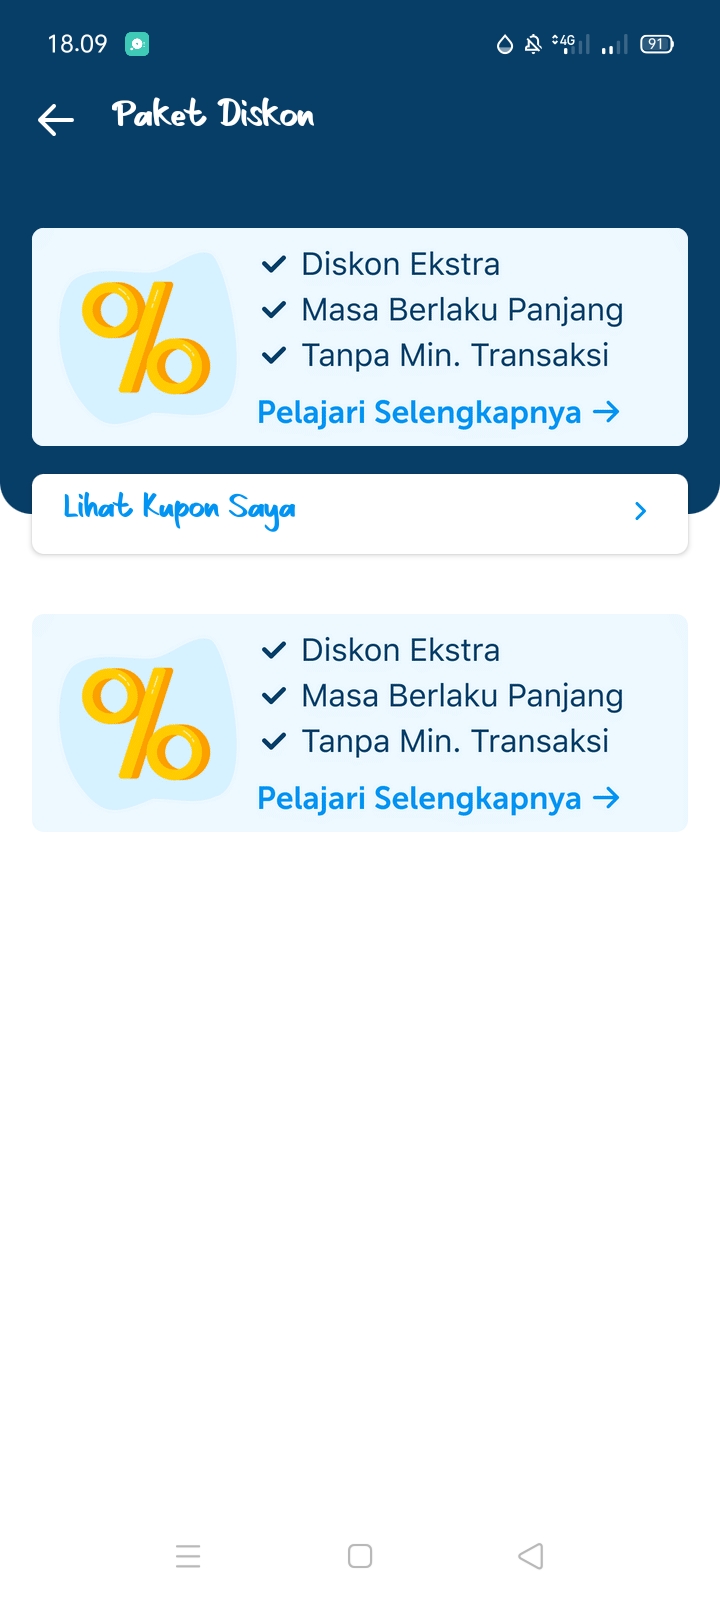 18.09
4G
91
Paket Diskon
Diskon Ekstra
Masa Berlaku Panjang
Tanpa Min. Transaksi
Pelajari Selengkapnya →
Lihat Kupon Saya
Diskon Ekstra
Masa Berlaku Panjang
Tanpa Min. Transaksi
Pelajari Selengkapnya →